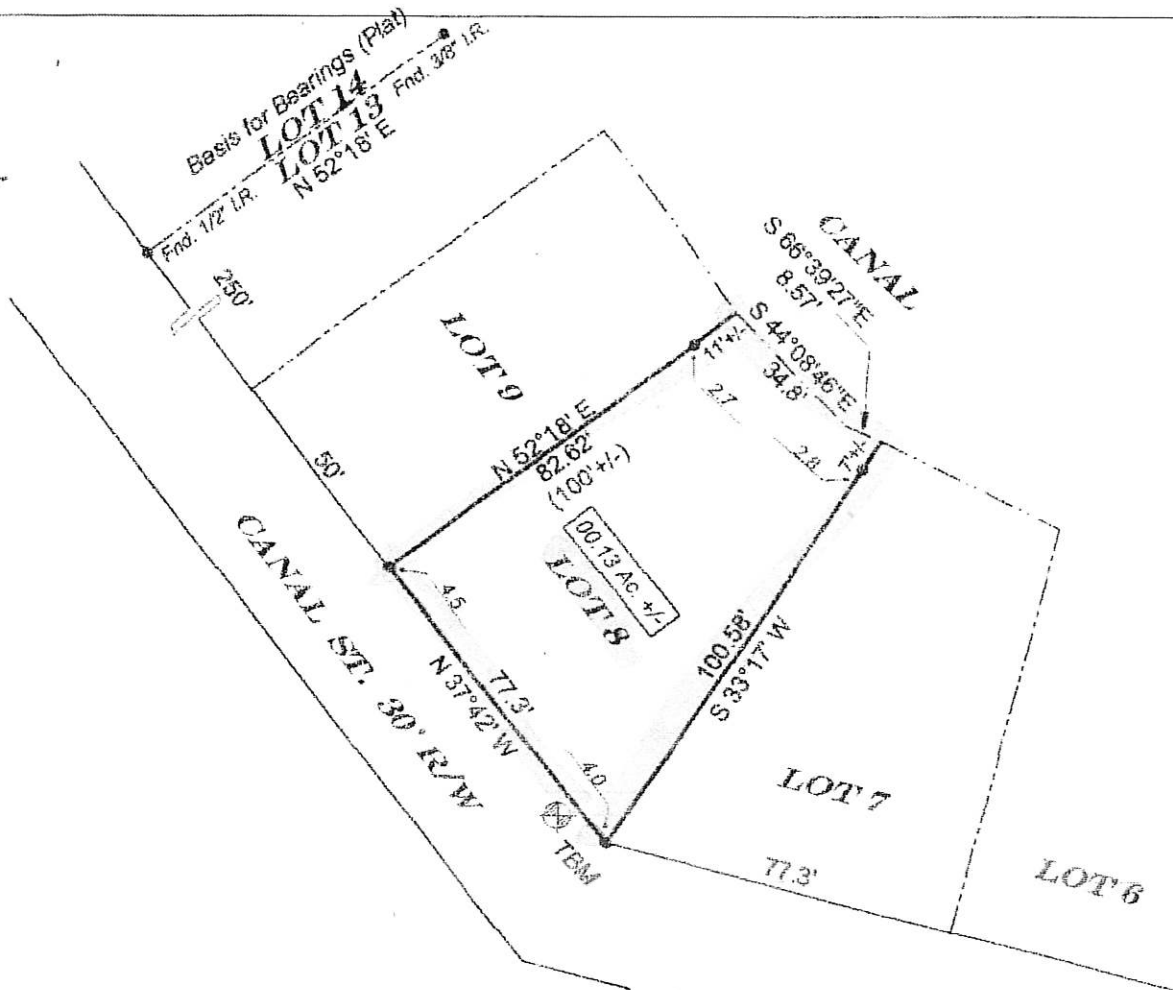 Basis for Bearings (Plat)
LOT 14
LOT 13
N 52°18' E
Fnd. 3/8" I.R.
Fnd. 1/2" I.R.
250'
CANAL
S 66°39'27"E
8.57'
S 44°08'46"E
34.8'
LOT 9
11'+/-
2.7
2.8
7'+/-
N 52°18' E
82.62'
(100'+/-)
50'
00.13 Ac. +/-
LOT 8
4.5
CANAL ST. 30' R/W
77.3'
N 37°42' W
100.58'
S 33°17' W
4.0
TBM
LOT 7
77.3'
LOT 6